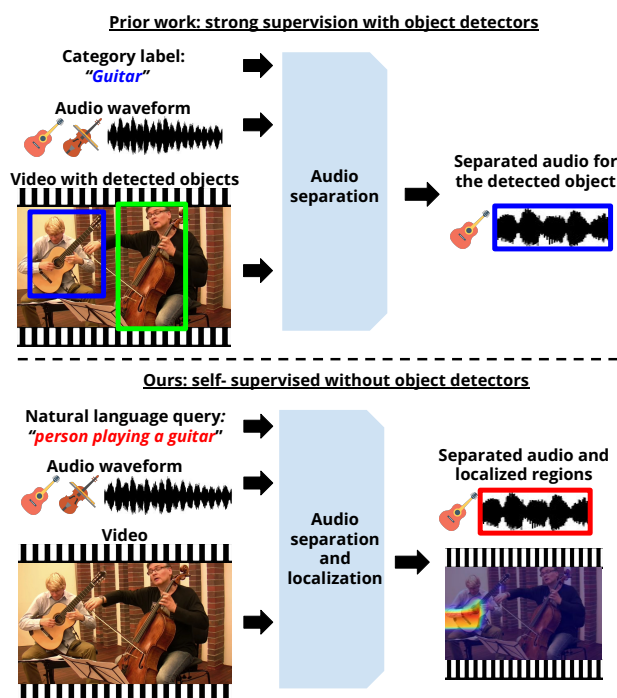 Prior work: strong supervision with object detectors
Category label:
"Guitar"
Audio waveform
Video with detected objects
Audio
separation
Separated audio for
the detected object
Ours: self- supervised without object detectors
Natural language query:
"person playing a guitar"
Audio waveform
Video
Audio
separation
and
localization
Separated audio and
localized regions